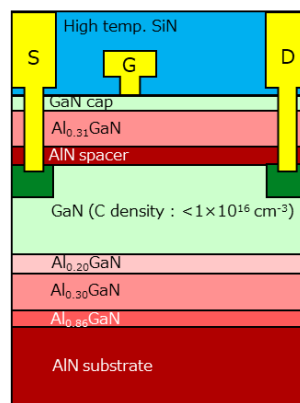 High temp. SiN
S
G
D
GaN cap
Al₀.₃₁GaN
AlN spacer
GaN (C density : <1×10¹⁶ cm⁻³)
Al₀.₂₀GaN
Al₀.₃₀GaN
Al₀.₈₆GaN
AlN substrate